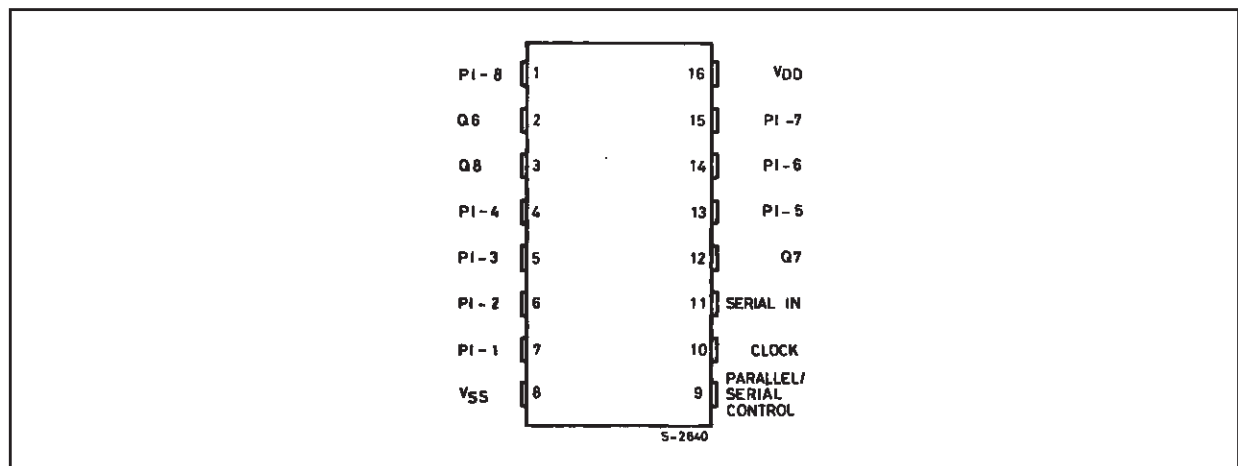 PI-8 1 16 VDD
Q6 2 15 PI-7
Q8 3 14 PI-6
PI-4 4 13 PI-5
PI-3 5 12 Q7
PI-2 6 11 SERIAL IN
PI-1 7 10 CLOCK
VSS 8 9 PARALLEL/
SERIAL
CONTROL
S-2640